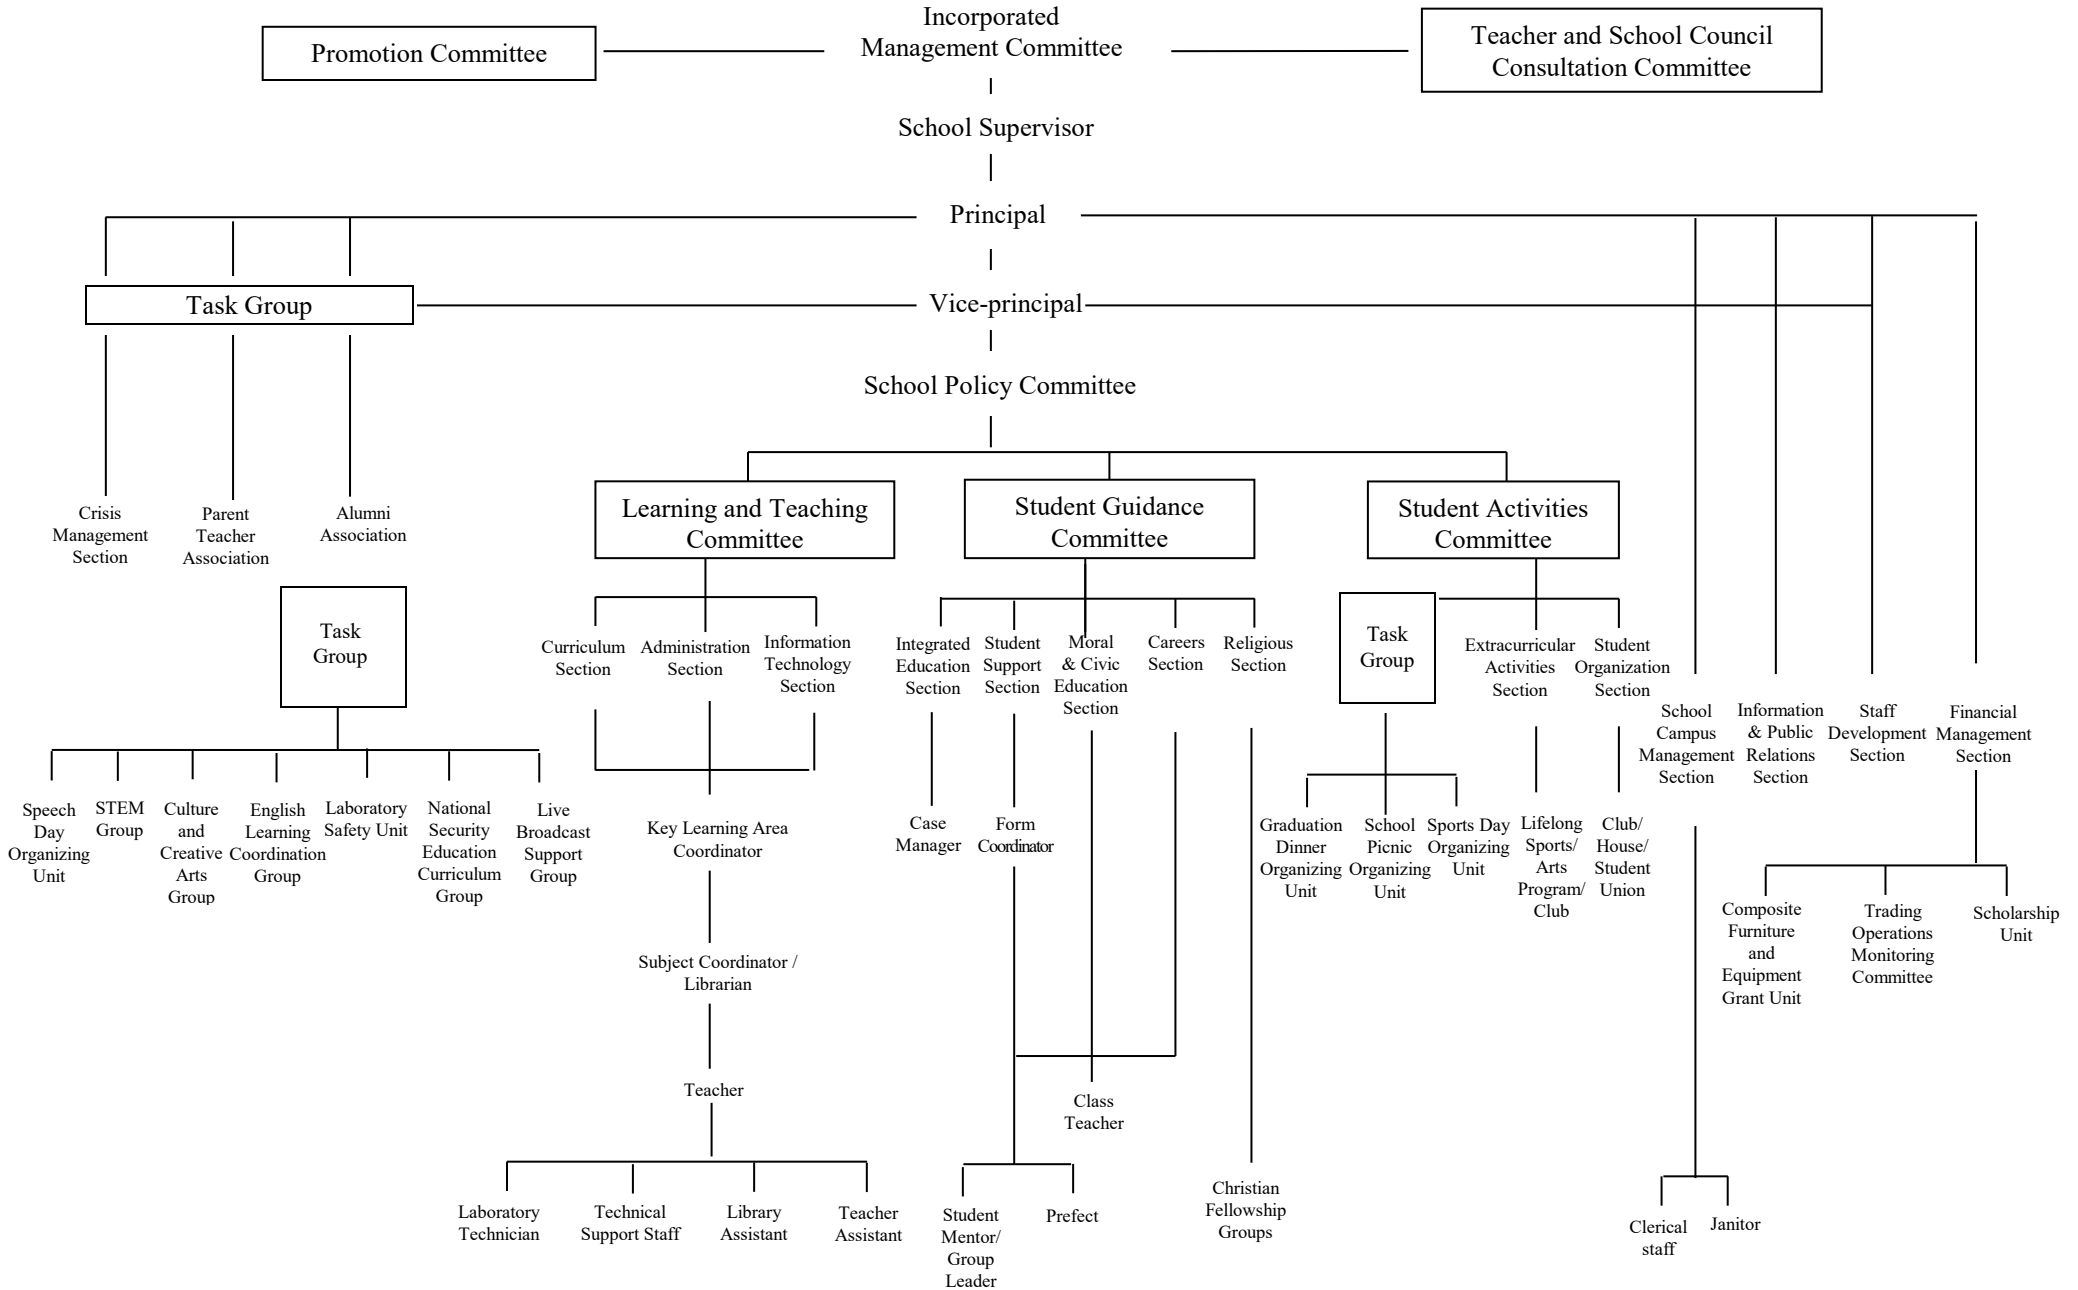 Incorporated
Management Committee
Promotion Committee
Teacher and School Council
Consultation Committee
School Supervisor
Principal
Task Group
Vice-principal
School Policy Committee
Learning and Teaching
Committee
Student Guidance
Committee
Student Activities
Committee
Crisis
Management
Section
Parent
Teacher
Association
Alumni
Association
Task
Group
Curriculum
Section
Administration
Section
Information
Technology
Section
Integrated
Education
Section
Student
Support
Section
Moral
& Civic
Education
Section
Careers
Section
Religious
Section
Task
Group
Extracurricular
Activities
Section
Student
Organization
Section
School
Campus
Management
Section
Information
& Public
Relations
Section
Staff
Development
Section
Financial
Management
Section
Speech
Day
Organizing
Unit
STEM
Group
Culture
and
Creative
Arts
Group
English
Learning
Coordination
Group
Laboratory
Safety Unit
National
Security
Education
Curriculum
Group
Live
Broadcast
Support
Group
Key Learning Area
Coordinator
Case
Manager
Form
Coordinator
Graduation
Dinner
Organizing
Unit
School
Picnic
Organizing
Unit
Sports Day
Organizing
Unit
Lifelong
Sports/
Arts
Program/
Club
Club/
House/
Student
Union
Composite
Furniture
and
Equipment
Grant Unit
Trading
Operations
Monitoring
Committee
Scholarship
Unit
Subject Coordinator /
Librarian
Teacher
Class
Teacher
Laboratory
Technician
Technical
Support Staff
Library
Assistant
Teacher
Assistant
Student
Mentor/
Group
Leader
Prefect
Christian
Fellowship
Groups
Clerical
staff
Janitor